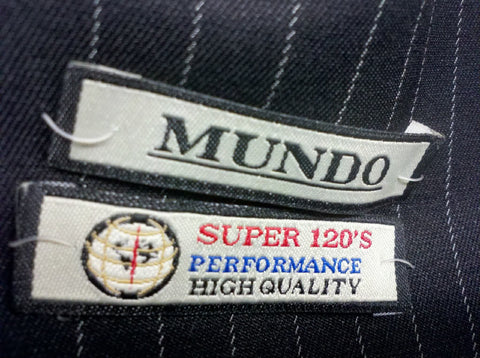 MUNDO
SUPER 120'S
PERFORMANCE
HIGH QUALITY